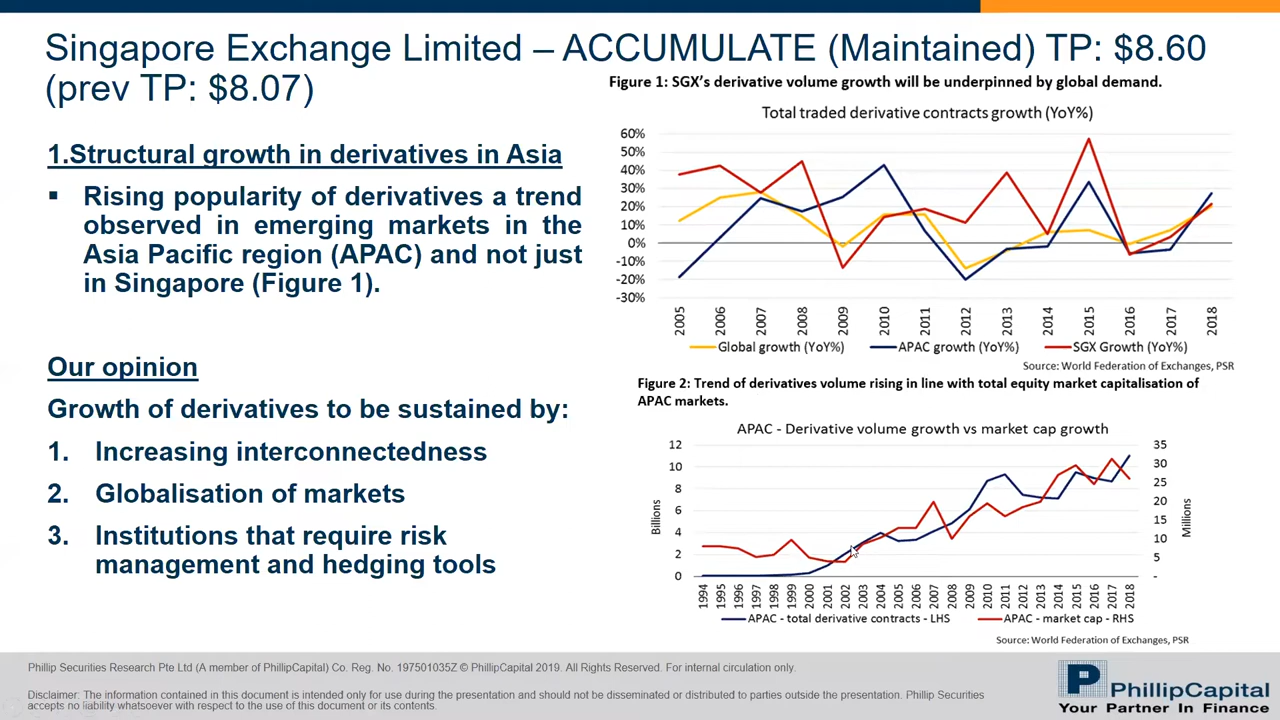 Singapore Exchange Limited – ACCUMULATE (Maintained) TP: $8.60
(prev TP: $8.07)
1.Structural growth in derivatives in Asia
▪ Rising popularity of derivatives a trend
observed in emerging markets in the
Asia Pacific region (APAC) and not just
in Singapore (Figure 1).
Our opinion
Growth of derivatives to be sustained by:
1. Increasing interconnectedness
2. Globalisation of markets
3. Institutions that require risk
management and hedging tools
Figure 1: SGX's derivative volume growth will be underpinned by global demand.
Total traded derivative contracts growth (YoY%)
60%
50%
40%
30%
20%
10%
0%
-10%
-20%
-30%
2005 2006 2007 2008 2009 2010 2011 2012 2013 2014 2015 2016 2017 2018
Global growth (YoY%) APAC growth (YoY%) SGX Growth (YoY%)
Source: World Federation of Exchanges, PSR
Figure 2: Trend of derivatives volume rising in line with total equity market capitalisation of
APAC markets.
APAC - Derivative volume growth vs market cap growth
Billions
12
10
8
6
4
2
0
35
30
25
20
15
10
5
-
Millions
1994 1995 1996 1997 1998 1999 2000 2001 2002 2003 2004 2005 2006 2007 2008 2009 2010 2011 2012 2013 2014 2015 2016 2017 2018
APAC - total derivative contracts - LHS APAC - market cap - RHS
Source: World Federation of Exchanges, PSR
Phillip Securities Research Pte Ltd (A member of PhillipCapital) Co. Reg. No. 197501035Z © PhillipCapital 2019. All Rights Reserved. For internal circulation only.
Disclaimer: The information contained in this document is intended only for use during the presentation and should not be disseminated or distributed to parties outside the presentation. Phillip Securities
accepts no liability whatsoever with respect to the use of this document or its contents.
P
PhillipCapital
Your Partner In Finance